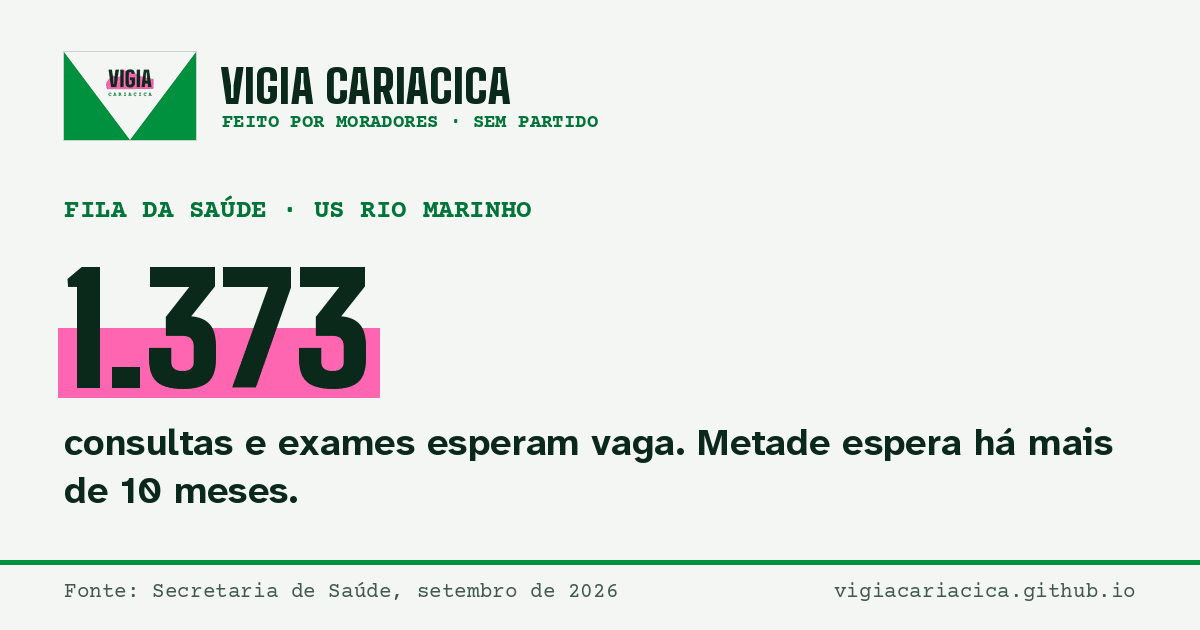 VIGIA
CARIACICA
VIGIA CARIACICA
FEITO POR MORADORES · SEM PARTIDO
FILA DA SAÚDE · US RIO MARINHO
1.373
consultas e exames esperam vaga. Metade espera há mais
de 10 meses.
Fonte: Secretaria de Saúde, setembro de 2026
vigiacariacica.github.io